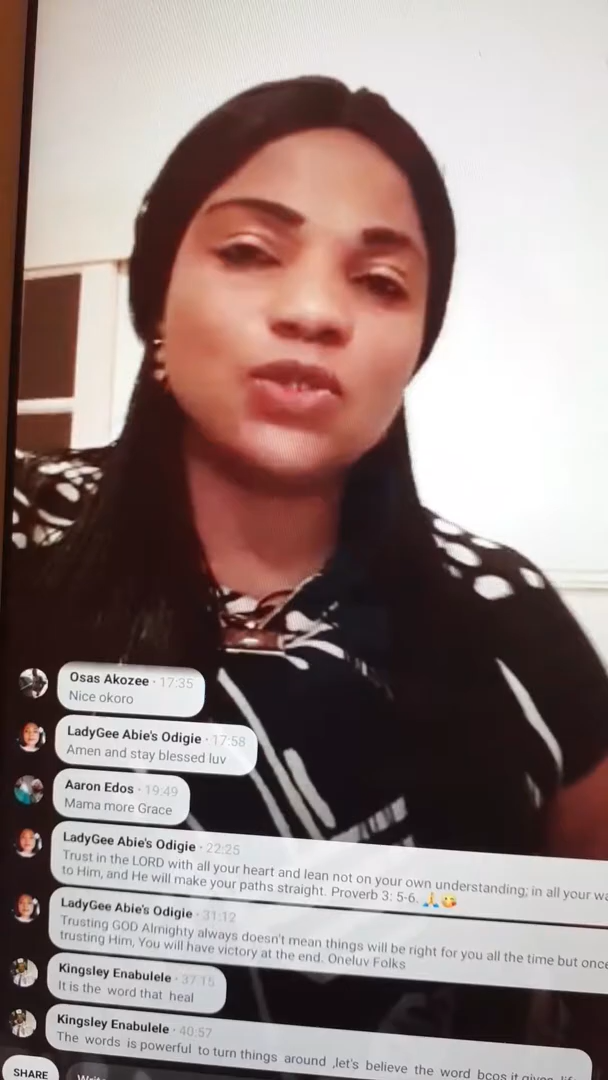 Osas Akozee · 17:35
Nice okoro
LadyGee Abie's Odigie · 17:58
Amen and stay blessed luv
Aaron Edos · 19:49
Mama more Grace
LadyGee Abie's Odigie · 22:25
Trust in the LORD with all your heart and lean not on your own understanding; in all your
to Him, and He will make your paths straight. Proverb 3: 5-6. 🙏😋
LadyGee Abie's Odigie · 31:12
Trusting GOD Almighty always doesn't mean things will be right for you all the time but once
trusting Him, You will have victory at the end. Oneluv Folks
Kingsley Enabulele · 37:15
It is the word that heal
Kingsley Enabulele · 40:57
The words is powerful to turn things around ,let's believe the word bcos it gives
SHARE